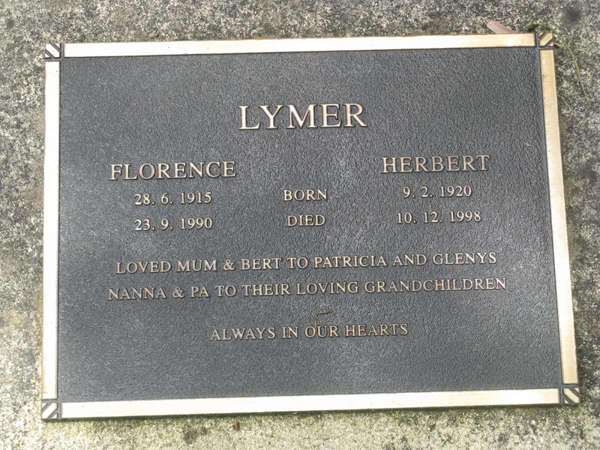 LYMER
FLORENCE HERBERT
28. 6. 1915 BORN 9. 2. 1920
23. 9. 1990 DIED 10. 12. 1998
LOVED MUM & BERT TO PATRICIA AND GLENYS
NANNA & PA TO THEIR LOVING GRANDCHILDREN
ALWAYS IN OUR HEARTS